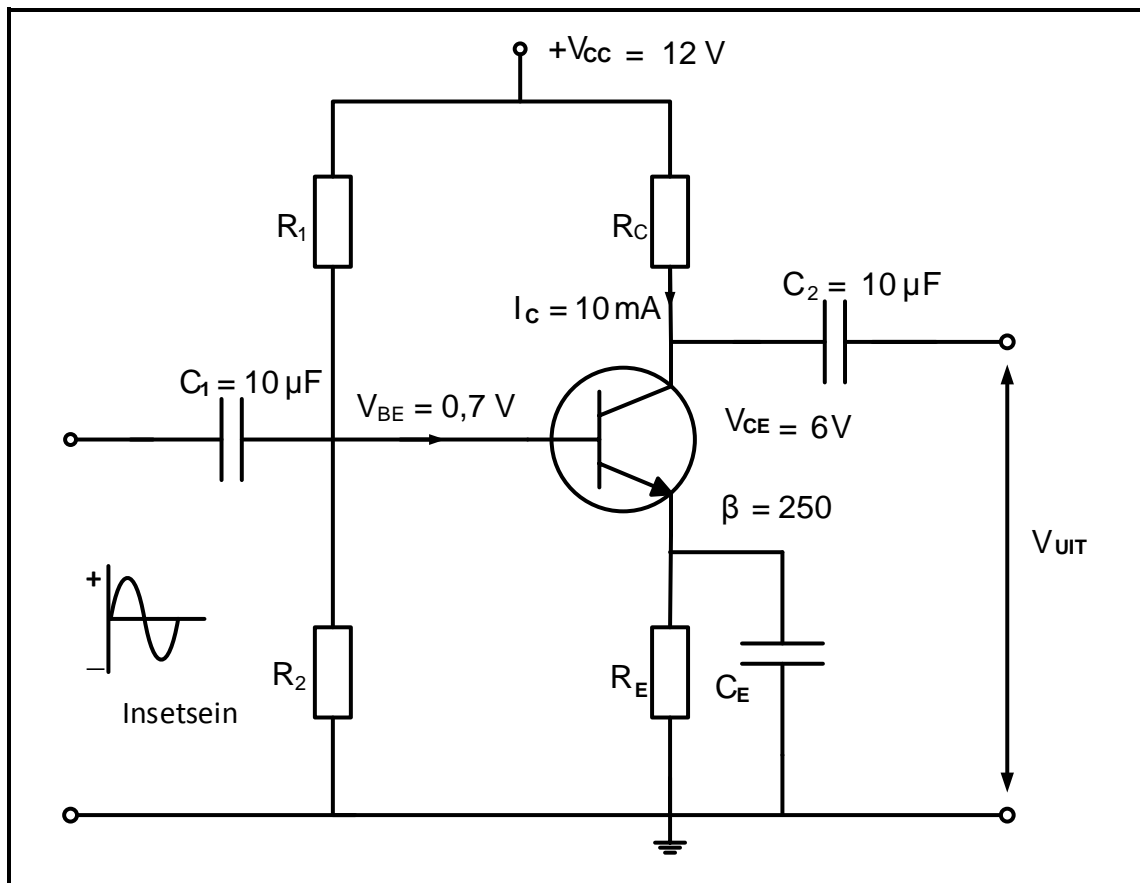 +VCC = 12 V
R1
RC
C2 = 10 µF
IC = 10 mA
C1 = 10 µF
VBE = 0,7 V
VCE = 6V
β = 250
VUIT
+
–
R2
RE
CE
Insetsein